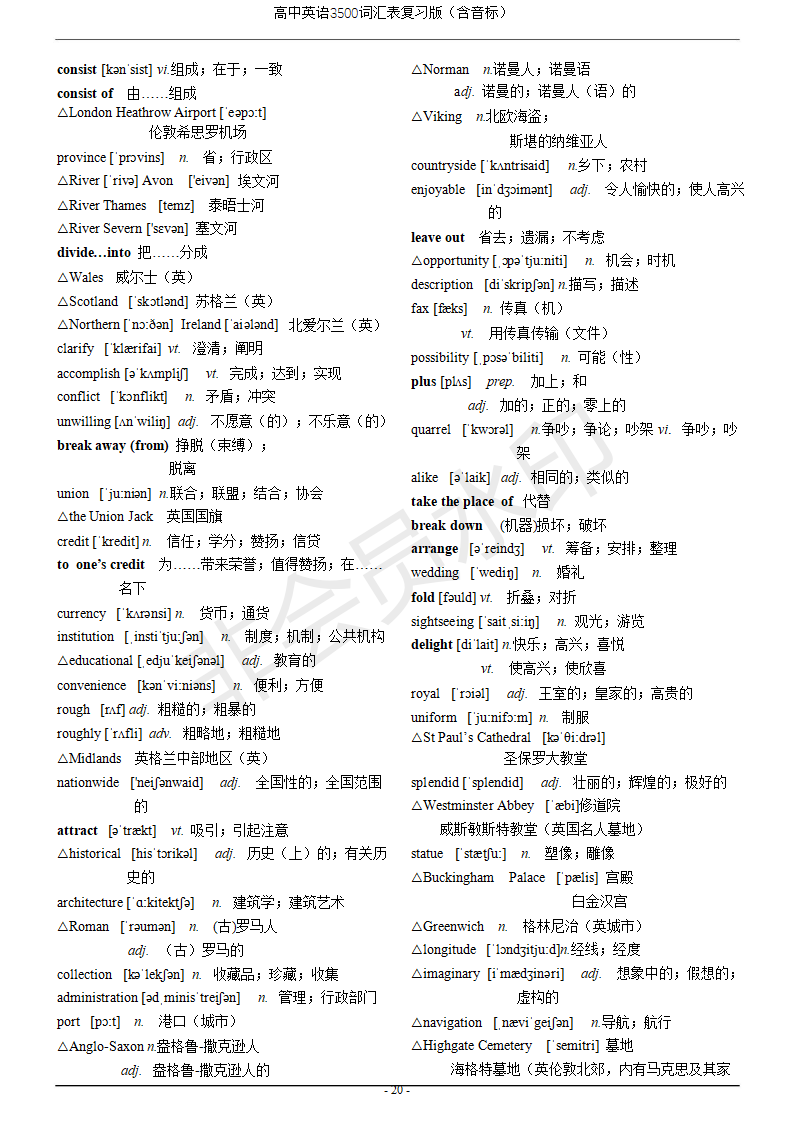 高中英语3500词汇表复习版（含音标）
consist [kənˈsist] vi.组成；在于；一致
consist of 由……组成
△London Heathrow Airport [ˈeəpɔ:t]
伦敦希思罗机场
province [ˈprɔvins] n. 省；行政区
△River [ˈrivə] Avon ['eivən] 埃文河
△River Thames [temz] 泰晤士河
△River Severn ['sɛvən] 塞文河
divide…into 把……分成
△Wales 威尔士（英）
△Scotland [ˈskɔtlənd] 苏格兰（英）
△Northern [ˈnɔ:ðən] Ireland [ˈaiələnd] 北爱尔兰（英）
clarify [ˈklærifai] vt. 澄清；阐明
accomplish [əˈkʌmpliʃ] vt. 完成；达到；实现
conflict [ˈkɔnflikt] n. 矛盾；冲突
unwilling [ʌnˈwiliŋ] adj. 不愿意（的）；不乐意（的）
break away (from) 挣脱（束缚）；
脱离
union [ˈju:niən] n.联合；联盟；结合；协会
△the Union Jack 英国国旗
credit [ˈkredit] n. 信任；学分；赞扬；信贷
to one’s credit 为……带来荣誉；值得赞扬；在……
名下
currency [ˈkʌrənsi] n. 货币；通货
institution [ˌinstiˈtju:ʃən] n. 制度；机制；公共机构
△educational [ˌedjuˈkeiʃənəl] adj. 教育的
convenience [kənˈvi:niəns] n. 便利；方便
rough [rʌf] adj. 粗糙的；粗暴的
roughly [ˈrʌfli] adv. 粗略地；粗糙地
△Midlands 英格兰中部地区（英）
nationwide ['neiʃənwaid] adj. 全国性的；全国范围
的
attract [əˈtrækt] vt. 吸引；引起注意
△historical [hisˈtɔrikəl] adj. 历史（上）的；有关历
史的
architecture [ˈɑ:kitektʃə] n. 建筑学；建筑艺术
△Roman [ˈrəumən] n. (古)罗马人
adj. （古）罗马的
collection [kəˈlekʃən] n. 收藏品；珍藏；收集
administration [ədˌminisˈtreiʃən] n. 管理；行政部门
port [pɔ:t] n. 港口（城市）
△Anglo-Saxon n.盎格鲁-撒克逊人
adj. 盎格鲁-撒克逊人的
△Norman n.诺曼人；诺曼语
adj. 诺曼的；诺曼人（语）的
△Viking n.北欧海盗；
斯堪的纳维亚人
countryside [ˈkʌntrisaid] n.乡下；农村
enjoyable [inˈdʒɔimənt] adj. 令人愉快的；使人高兴
的
leave out 省去；遗漏；不考虑
△opportunity [ˌɔpəˈtju:niti] n. 机会；时机
description [diˈskripʃən] n.描写；描述
fax [fæks] n. 传真（机）
vt. 用传真传输（文件）
possibility [ˌpɔsəˈbiliti] n. 可能（性）
plus [plʌs] prep. 加上；和
adj. 加的；正的；零上的
quarrel [ˈkwɔrəl] n.争吵；争论；吵架 vi. 争吵；吵
架
alike [əˈlaik] adj. 相同的；类似的
take the place of 代替
break down (机器)损坏；破坏
arrange [əˈreindʒ] vt. 筹备；安排；整理
wedding [ˈwediŋ] n. 婚礼
fold [fəuld] vt. 折叠；对折
sightseeing [ˈsaitˌsi:iŋ] n. 观光；游览
delight [diˈlait] n.快乐；高兴；喜悦
vt. 使高兴；使欣喜
royal [ˈrɔiəl] adj. 王室的；皇家的；高贵的
uniform [ˈju:nifɔ:m] n. 制服
△St Paul’s Cathedral [kəˈθi:drəl]
圣保罗大教堂
splendid [ˈsplendid] adj. 壮丽的；辉煌的；极好的
△Westminster Abbey [ˈæbi]修道院
威斯敏斯特教堂（英国名人墓地）
statue [ˈstætʃu:] n. 塑像；雕像
△Buckingham Palace [ˈpælis] 宫殿
白金汉宫
△Greenwich n. 格林尼治（英城市）
△longitude [ˈlɔndʒitju:d]n.经线；经度
△imaginary [iˈmædʒinəri] adj. 想象中的；假想的；
虚构的
△navigation [ˌnæviˈgeiʃən] n.导航；航行
△Highgate Cemetery [ˈsemitri] 墓地
海格特墓地（英伦敦北郊，内有马克思及其家
- 20 -
非会员水印